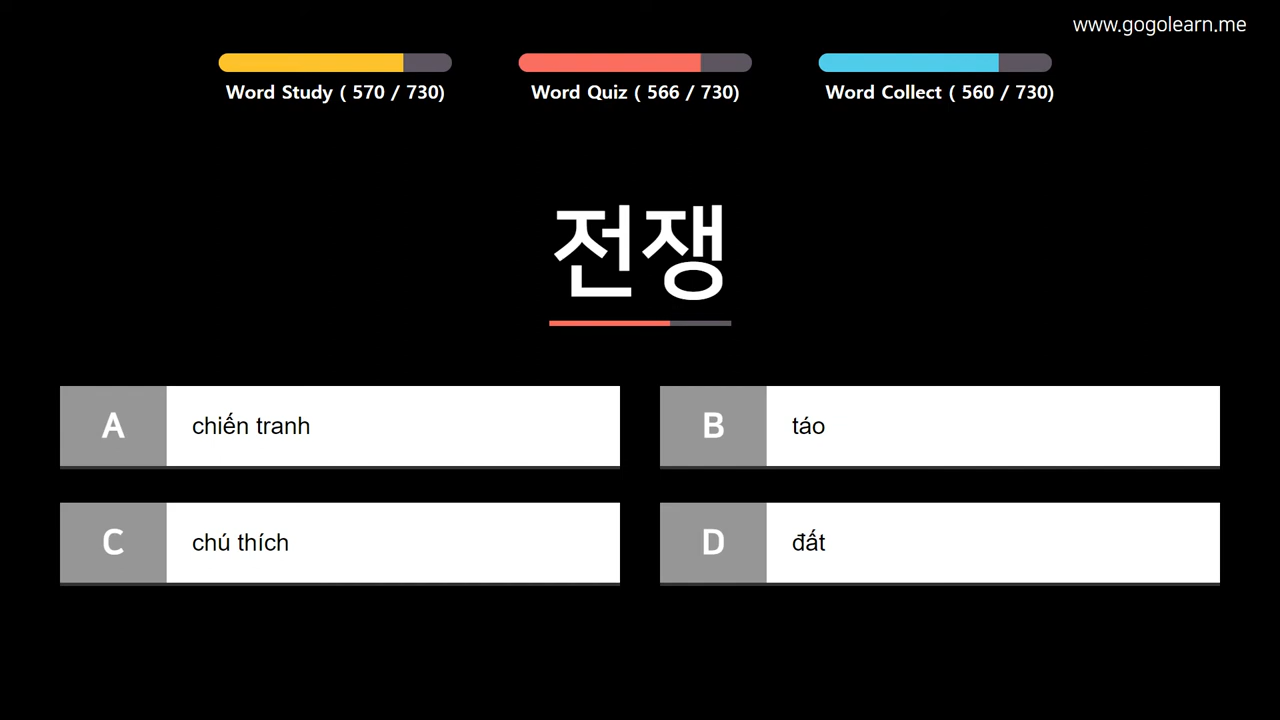 www.gogolearn.me
Word Study ( 570 / 730)
Word Quiz ( 566 / 730)
Word Collect ( 560 / 730)
전쟁
A
chiến tranh
B
táo
C
chú thích
D
đất